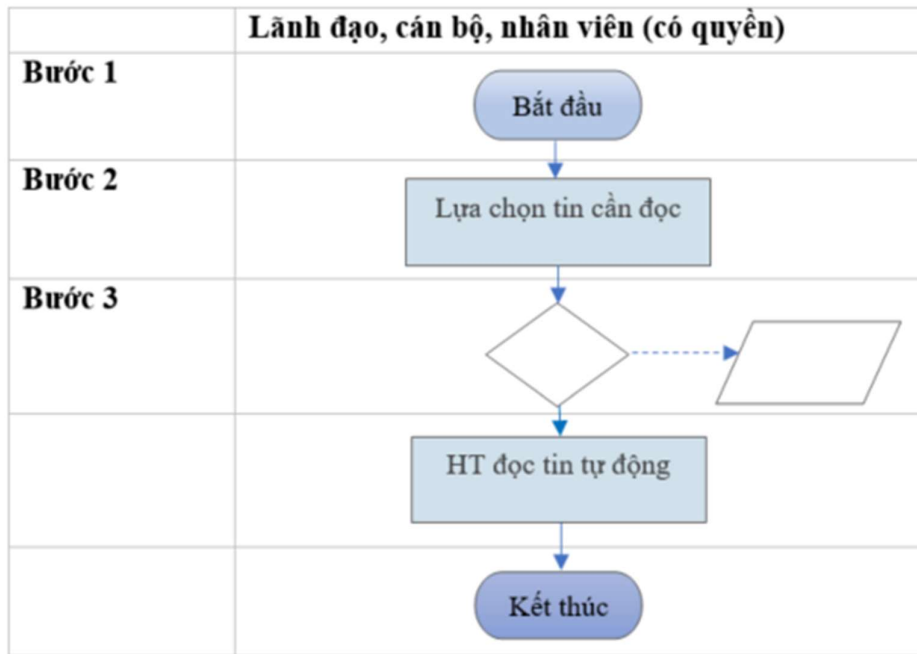 Lãnh đạo, cán bộ, nhân viên (có quyền)
Bước 1
Bắt đầu
Bước 2
Lựa chọn tin cần đọc
Bước 3
HT đọc tin tự động
Kết thúc